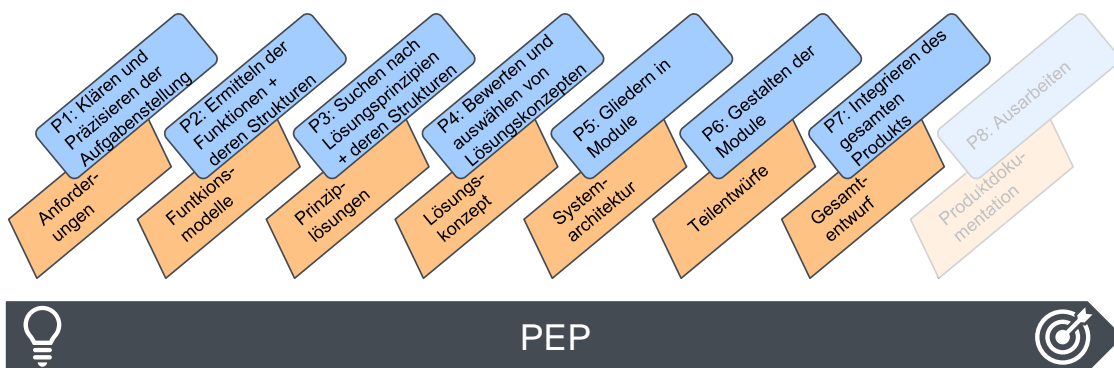 P1: Klären und
Präzisieren der
Aufgabenstellung
Anforder-
ungen
P2: Ermitteln der
Funktionen +
deren Strukturen
Funtkions-
modelle
P3: Suchen nach
Lösungsprinzipien
+ deren Strukturen
Prinzip-
lösungen
P4: Bewerten und
auswählen von
Lösungskonzepten
Lösungs-
konzept
P5: Gliedern in
Module
System-
architektur
P6: Gestalten der
Module
Teilentwürfe
P7: Integrieren des
gesamten
Produkts
Gesamt-
entwurf
P8: Ausarbeiten
Produktdoku-
mentation
PEP